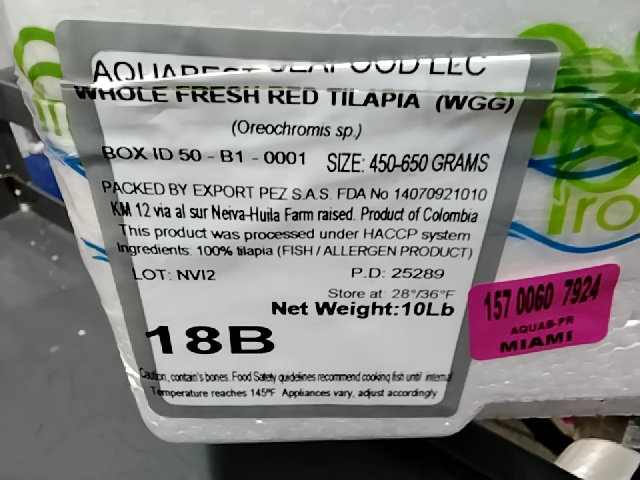 AQUABEST SEAFOOD LLC
WHOLE FRESH RED TILAPIA (WGG)
(Oreochromis sp.)
BOX ID 50 - B1 - 0001 SIZE: 450-650 GRAMS
PACKED BY EXPORT PEZ S.A.S. FDA No 14070921010
KM 12 via al sur Neiva-Huila Farm raised. Product of Colombia
This product was processed under HACCP system
Ingredients: 100% tilapia (FISH / ALLERGEN PRODUCT)
LOT: NVI2 P.D: 25289
Store at: 28°/36°F
Net Weight:10Lb
18B
Caution, contain's bones. Food Safety guidelines recommend cooking fish until internal
Temperature reaches 145°F Appliances vary, adjust accordingly
157 0060 7924
AQUAB-PR
MIAMI